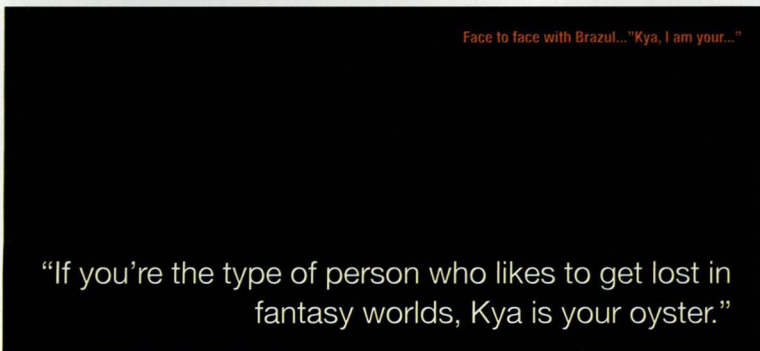 Face to face with Brazul..."Kya, I am your..."
“If you’re the type of person who likes to get lost in
fantasy worlds, Kya is your oyster.”